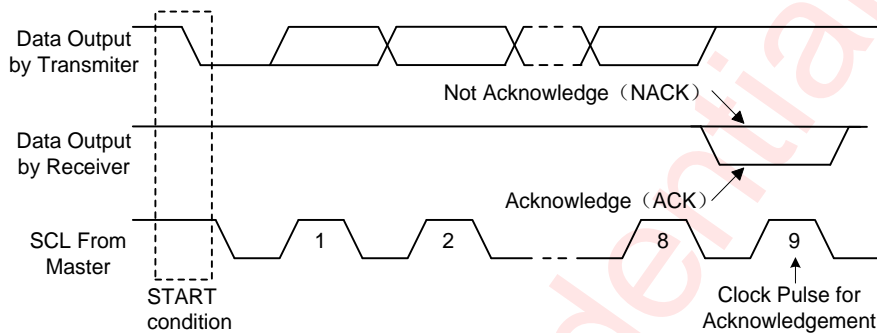 Data Output
by Transmiter
Not Acknowledge（NACK）
Data Output
by Receiver
Acknowledge（ACK）
SCL From
Master
1
2
8
9
START
condition
Clock Pulse for
Acknowledgement
dential